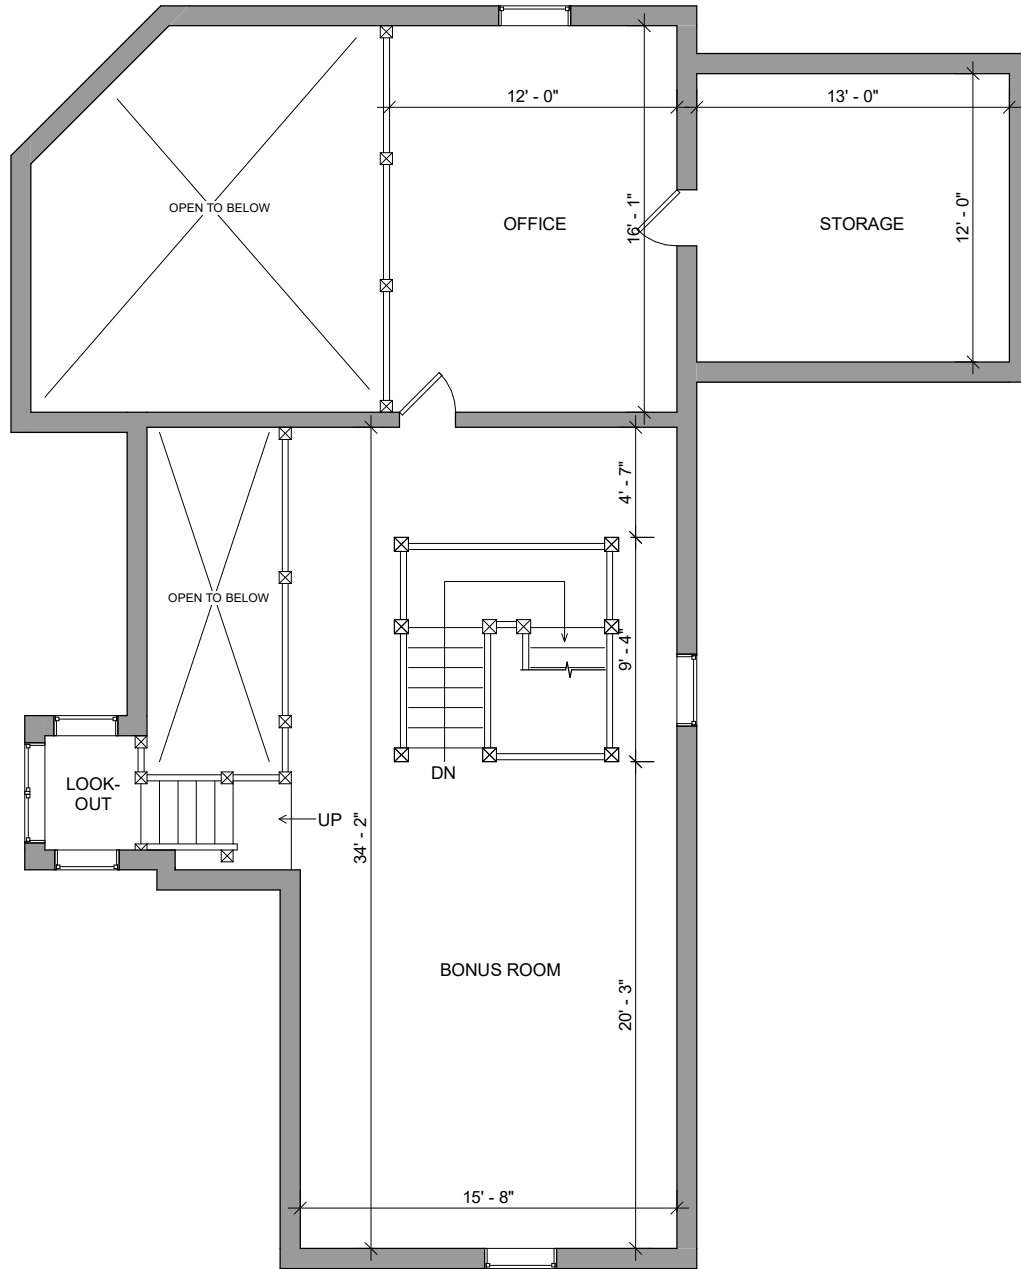 12' - 0"
13' - 0"
OPEN TO BELOW
OFFICE
16' - 1"
STORAGE
12' - 0"
4' - 7"
OPEN TO BELOW
9' - 4"
DN
LOOK-
OUT
UP
34' - 2"
BONUS ROOM
20' - 3"
15' - 8"